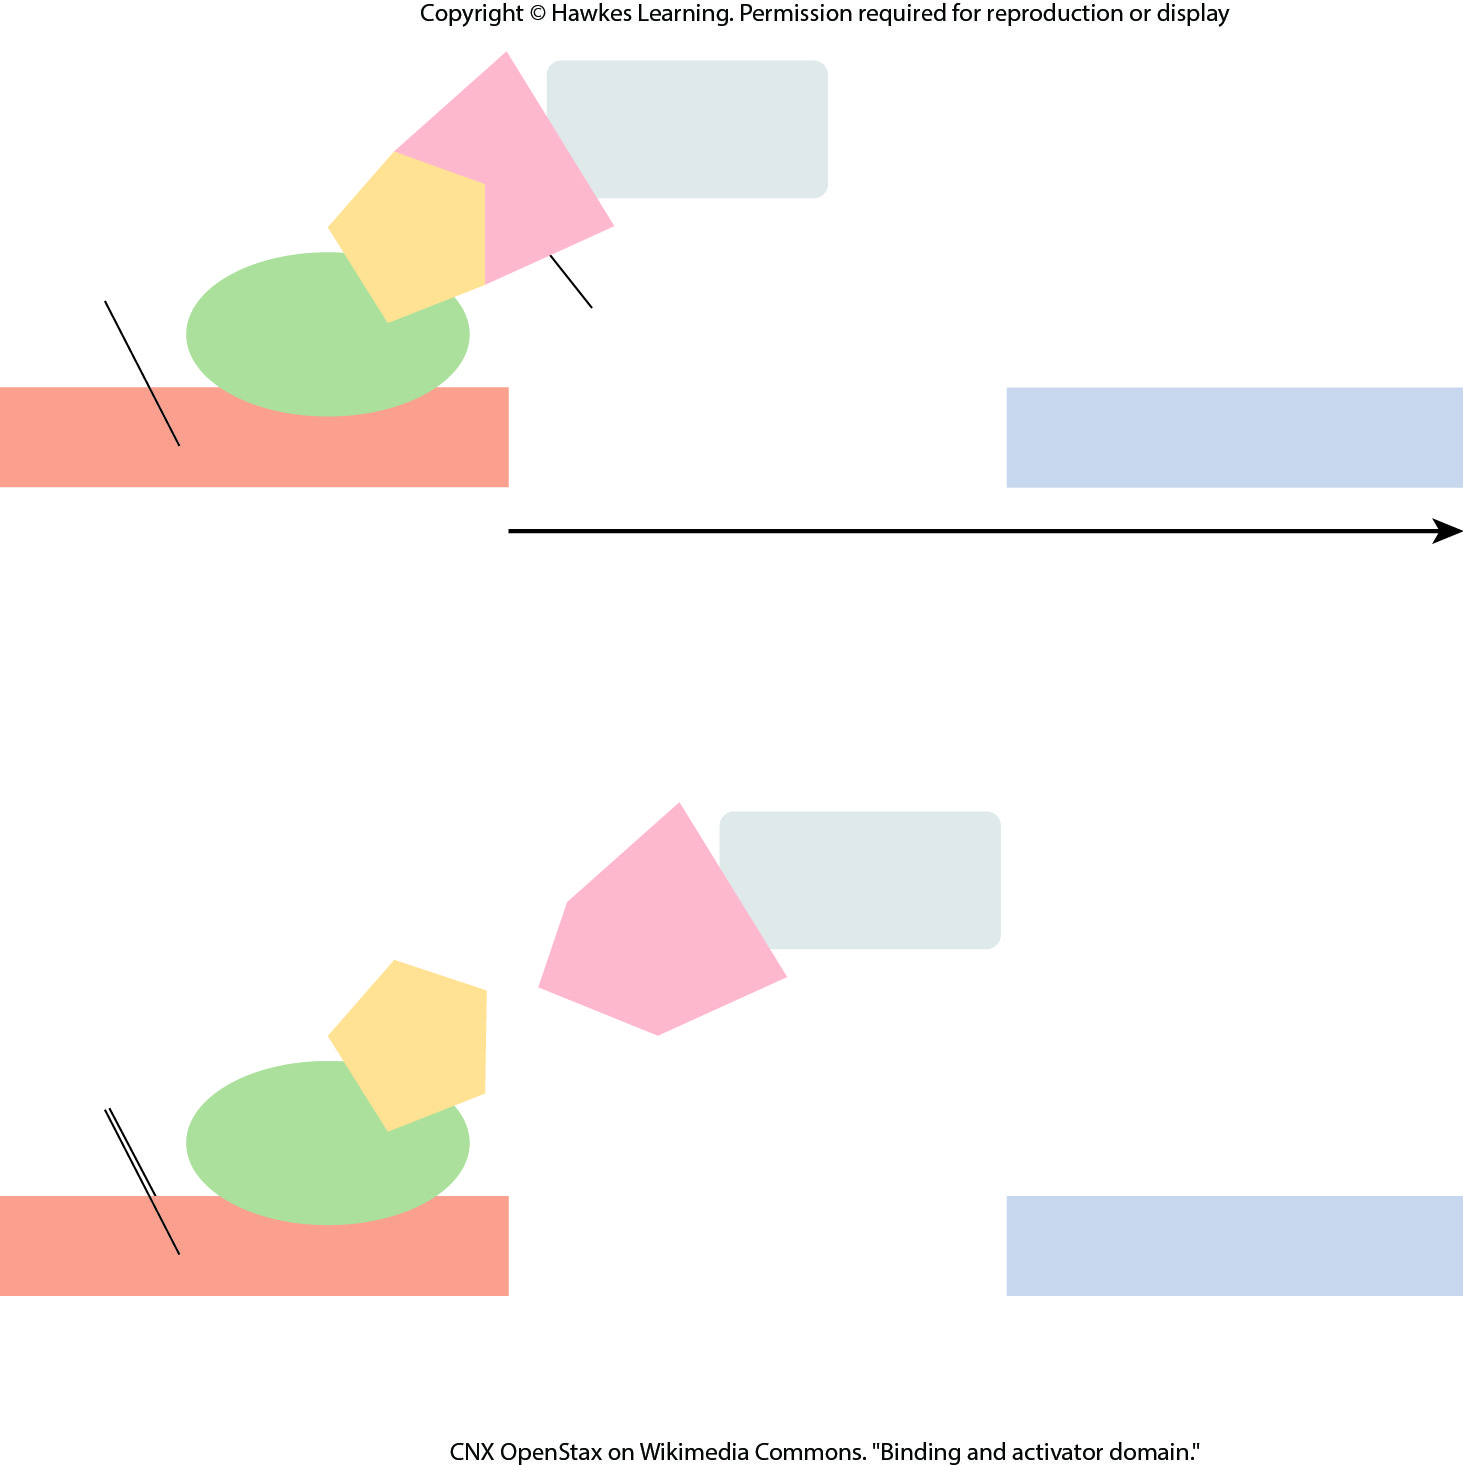 Copyright © Hawkes Learning. Permission required for reproduction or display
CNX OpenStax on Wikimedia Commons. "Binding and activator domain."